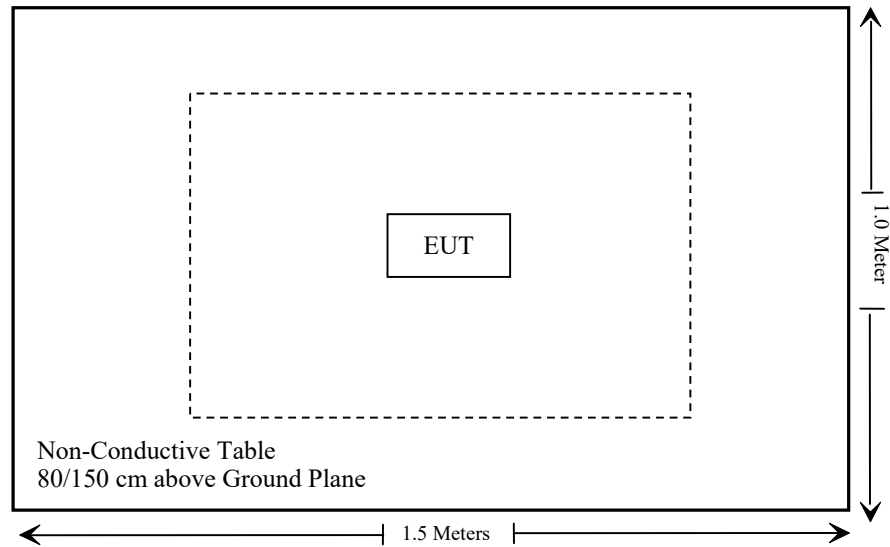 EUT
1.0 Meter
Non-Conductive Table
80/150 cm above Ground Plane
1.5 Meters